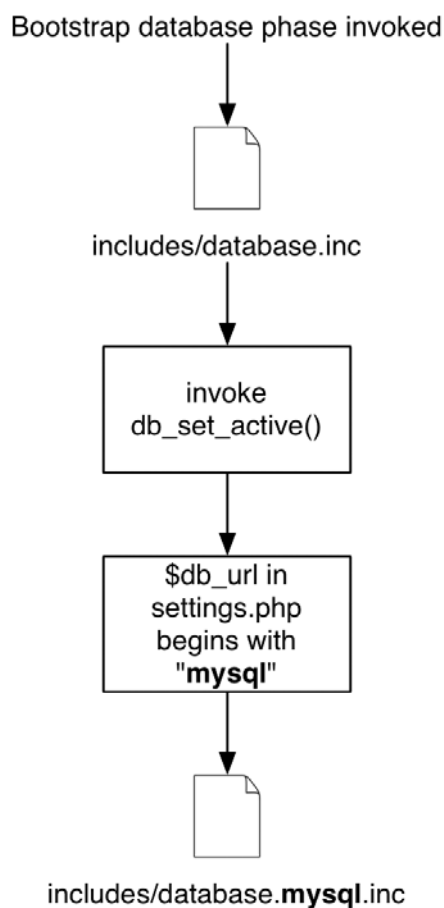 Bootstrap database phase invoked
includes/database.inc
invoke
db_set_active()
$db_url in
settings.php
begins with
"mysql"
includes/database.mysql.inc